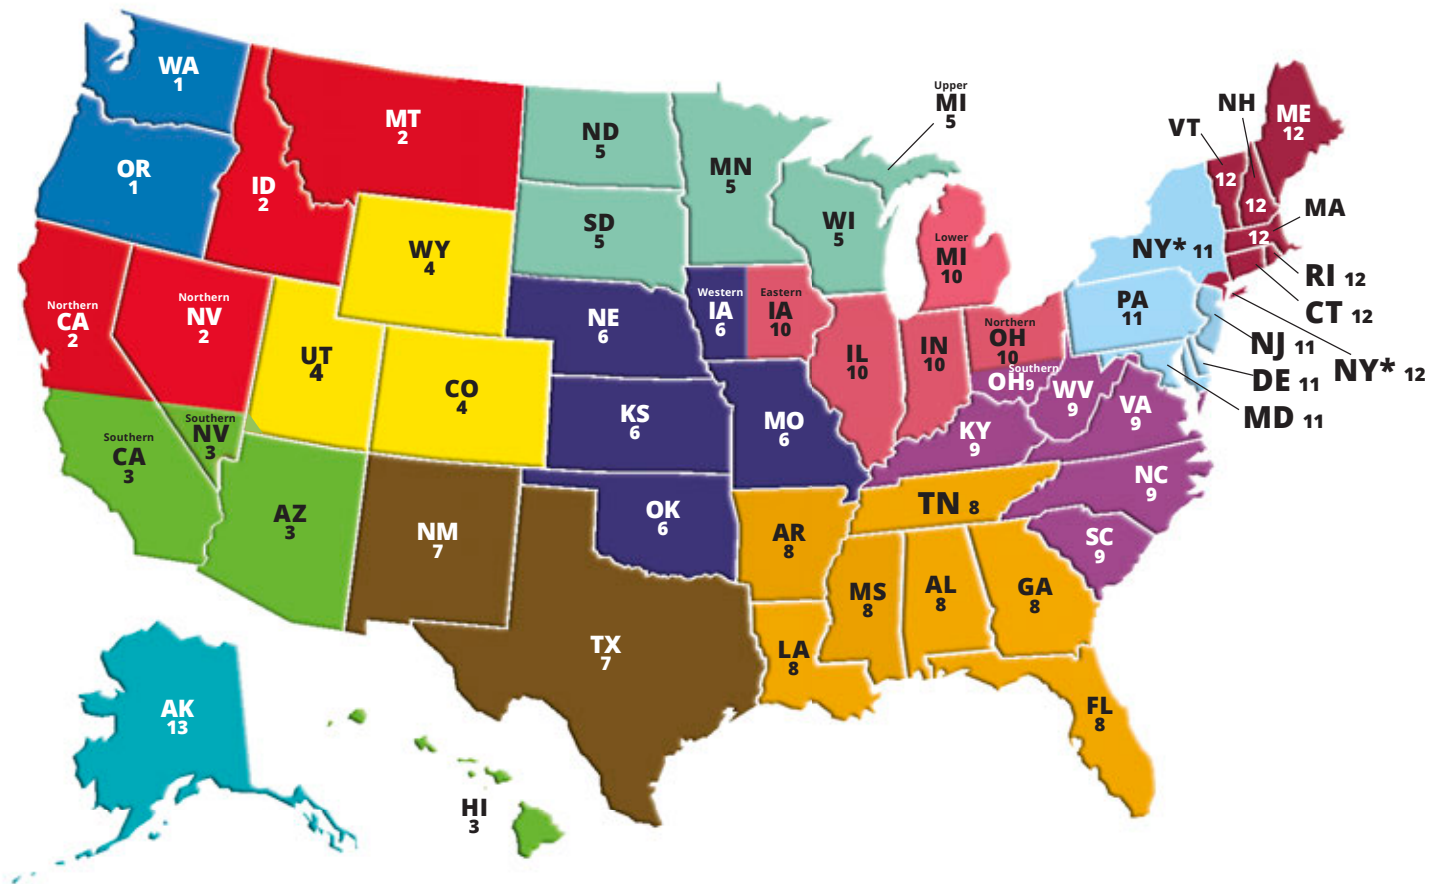 WA
1
OR
1
MT
2
ID
2
WY
4
ND
5
SD
5
MN
5
WI
5
Upper
MI
5
Lower
MI
10
VT
12
NH
12
ME
12
MA
12
NY* 11
PA
11
RI 12
CT 12
NJ 11
NY* 12
DE 11
MD 11
Northern
CA
2
Northern
NV
2
UT
4
CO
4
NE
6
Western
IA
6
Eastern
IA
10
IL
10
IN
10
Northern
OH
10
Southern
OH9
WV
9
VA
9
KY
9
NC
9
SC
9
TN 8
KS
6
MO
6
Southern
CA
3
Southern
NV
3
AZ
3
NM
7
OK
6
AR
8
MS
8
AL
8
GA
8
TX
7
LA
8
FL
8
AK
13
HI
3